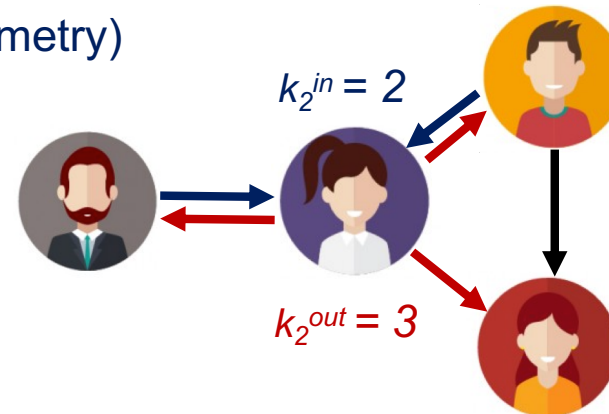 metry)
k₂ⁱⁿ = 2
k₂ᵒᵘᵗ = 3